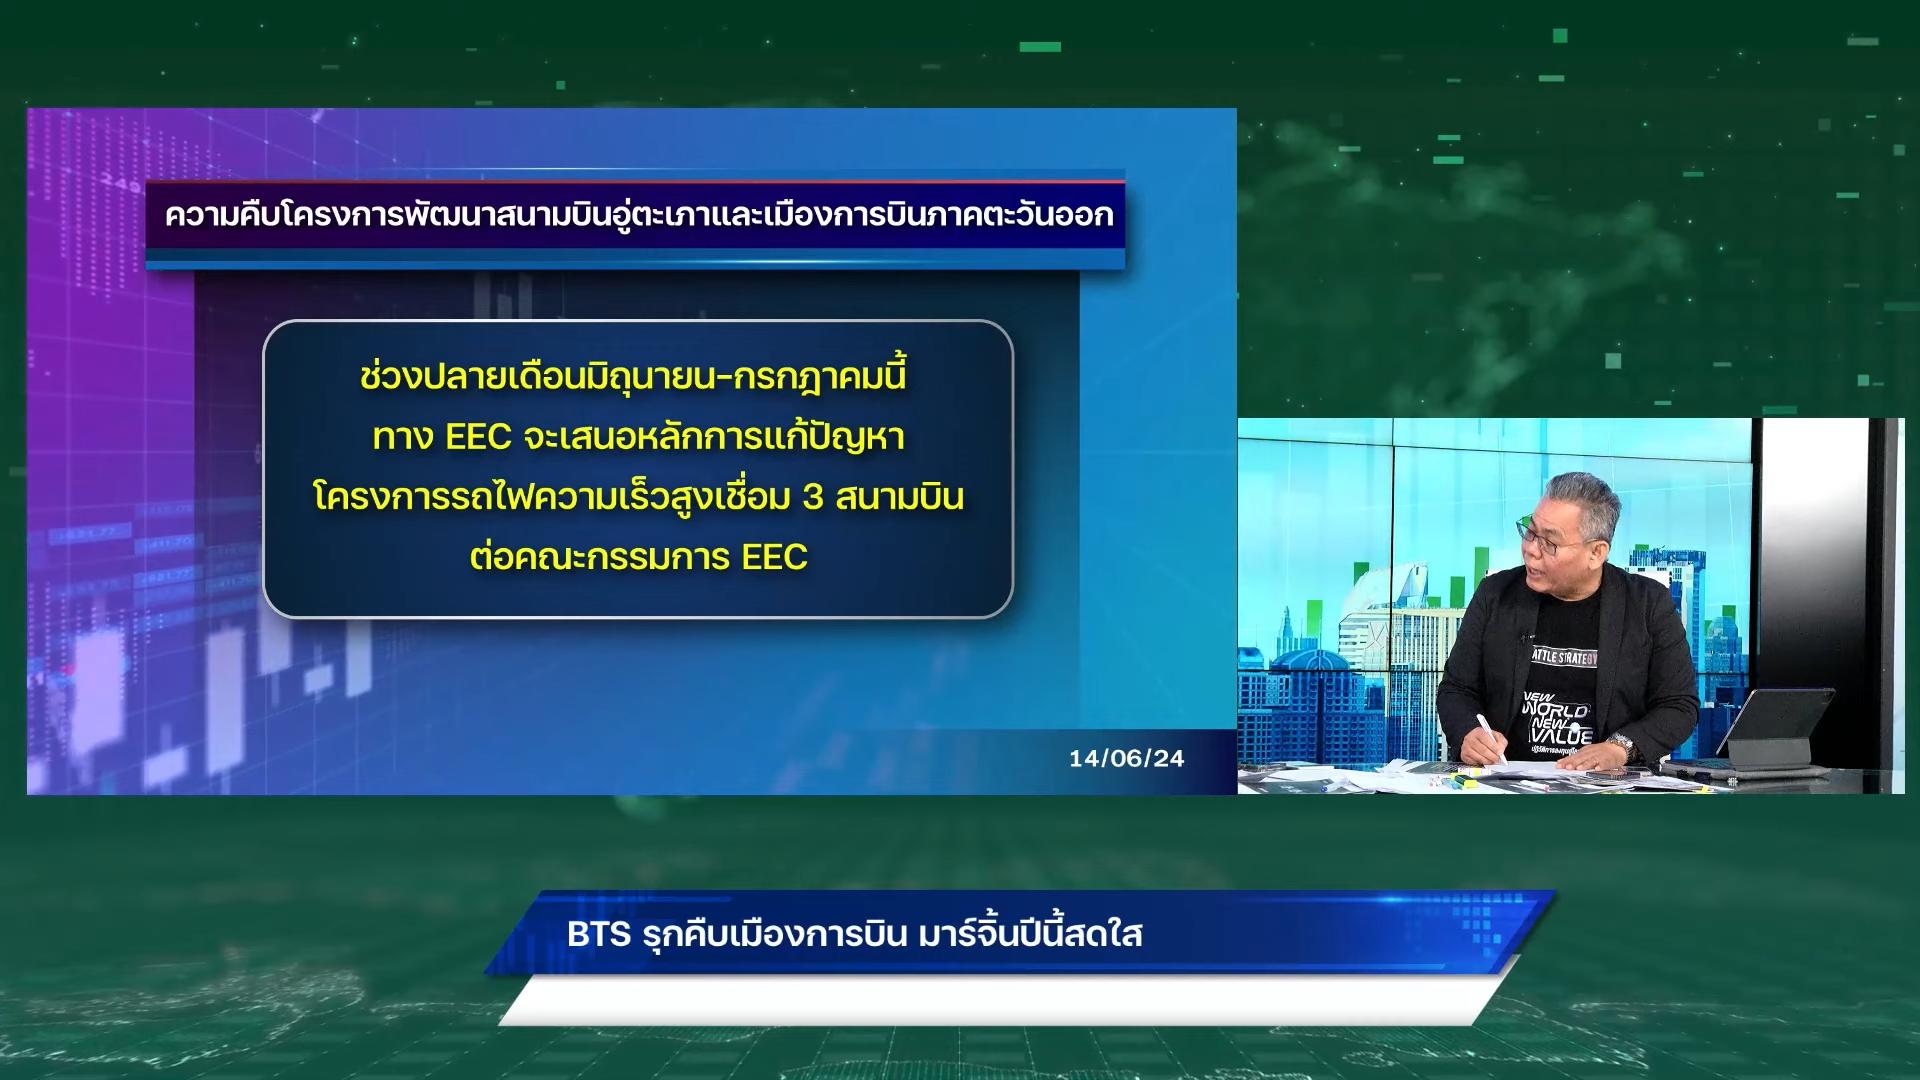 ความคืบโครงการพัฒนาสนามบินอู่ตะเภาและเมืองการบินภาคตะวันออก
ช่วงปลายเดือนมิถุนายน-กรกฎาคมนี้
ทาง EEC จะเสนอหลักการแก้ปัญหา
โครงการรถไฟความเร็วสูงเชื่อม 3 สนามบิน
ต่อคณะกรรมการ EEC
14/06/24
ATTLE STRATEGY
NEW
WORLD
NEW
VALUE
BTS รุกคืบเมืองการบิน มาร์จิ้นปีนี้สดใส